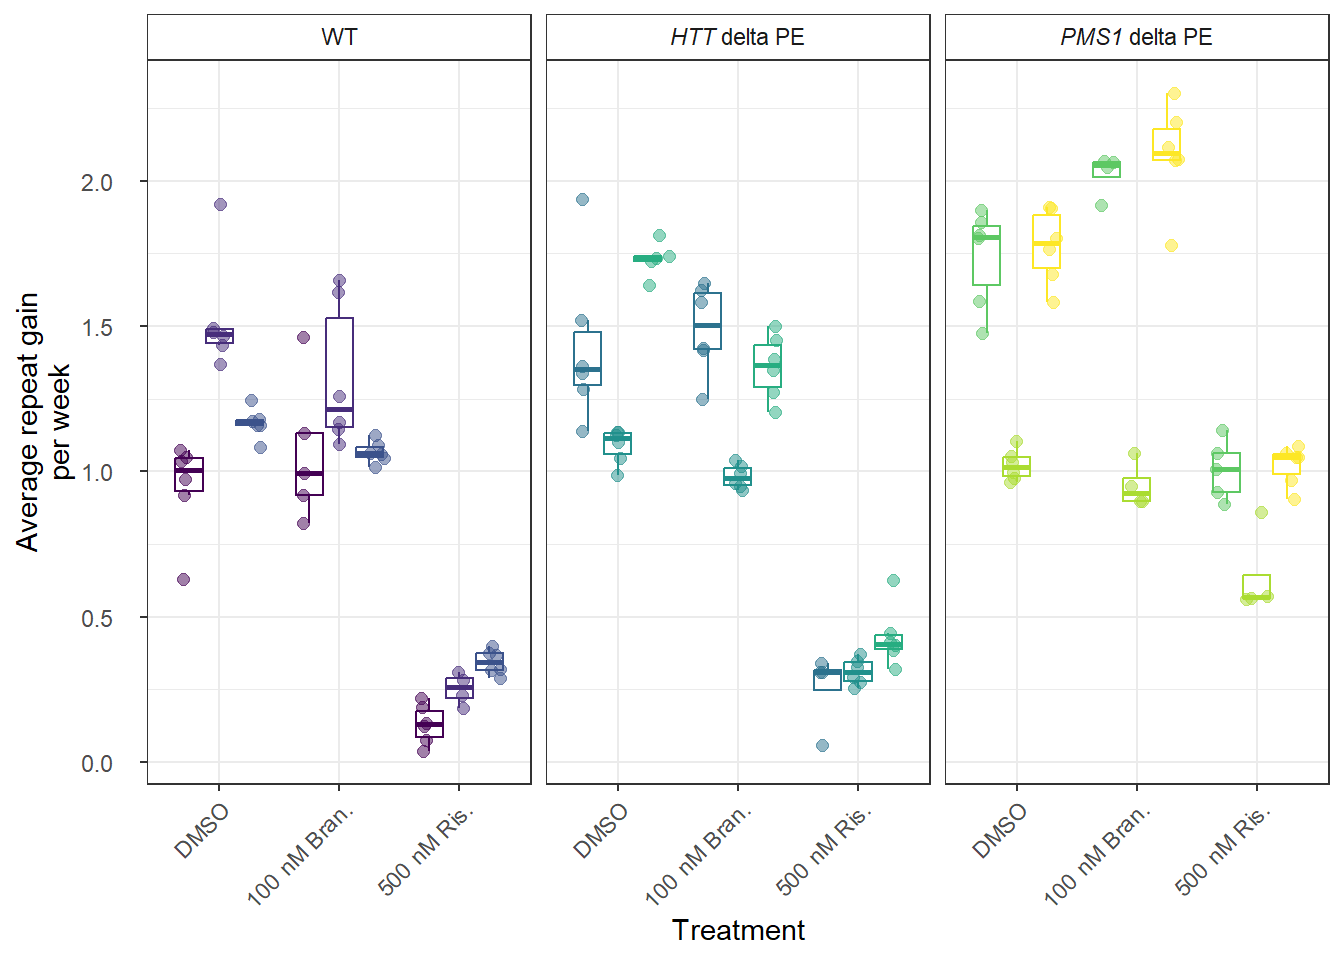 WT
HTT delta PE
PMS1 delta PE
Average repeat gain
per week
2.0
1.5
1.0
0.5
0.0
DMSO
100 nM Bran.
500 nM Ris.
DMSO
100 nM Bran.
500 nM Ris.
DMSO
100 nM Bran.
500 nM Ris.
Treatment